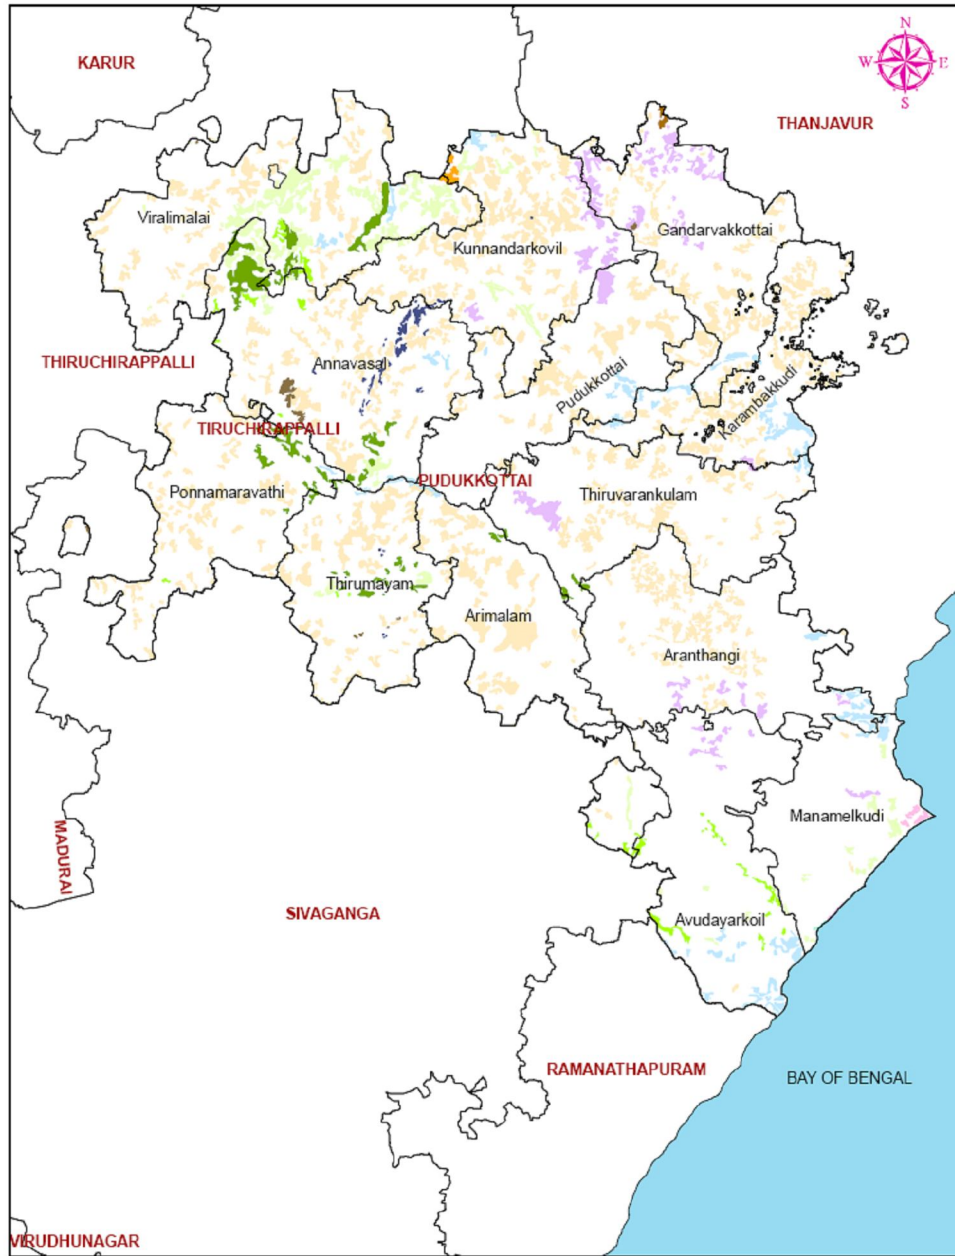 N
KARUR
W E
S
THANJAVUR
Viralimalai
Gandarvakkottai
Kunnandarkovil
THIRUCHIRAPPALLI
Annavasal
Pudukkottai
Karambakkudi
TIRUCHIRAPPALLI
PUDUKKOTTAI
Ponnamaravathi
Thiruvarankulam
Thirumayam
Arimalam
Aranthangi
Manamelkudi
MADURAI
SIVAGANGA
Avudayarkoil
RAMANATHAPURAM
BAY OF BENGAL
VIRUDHUNAGAR